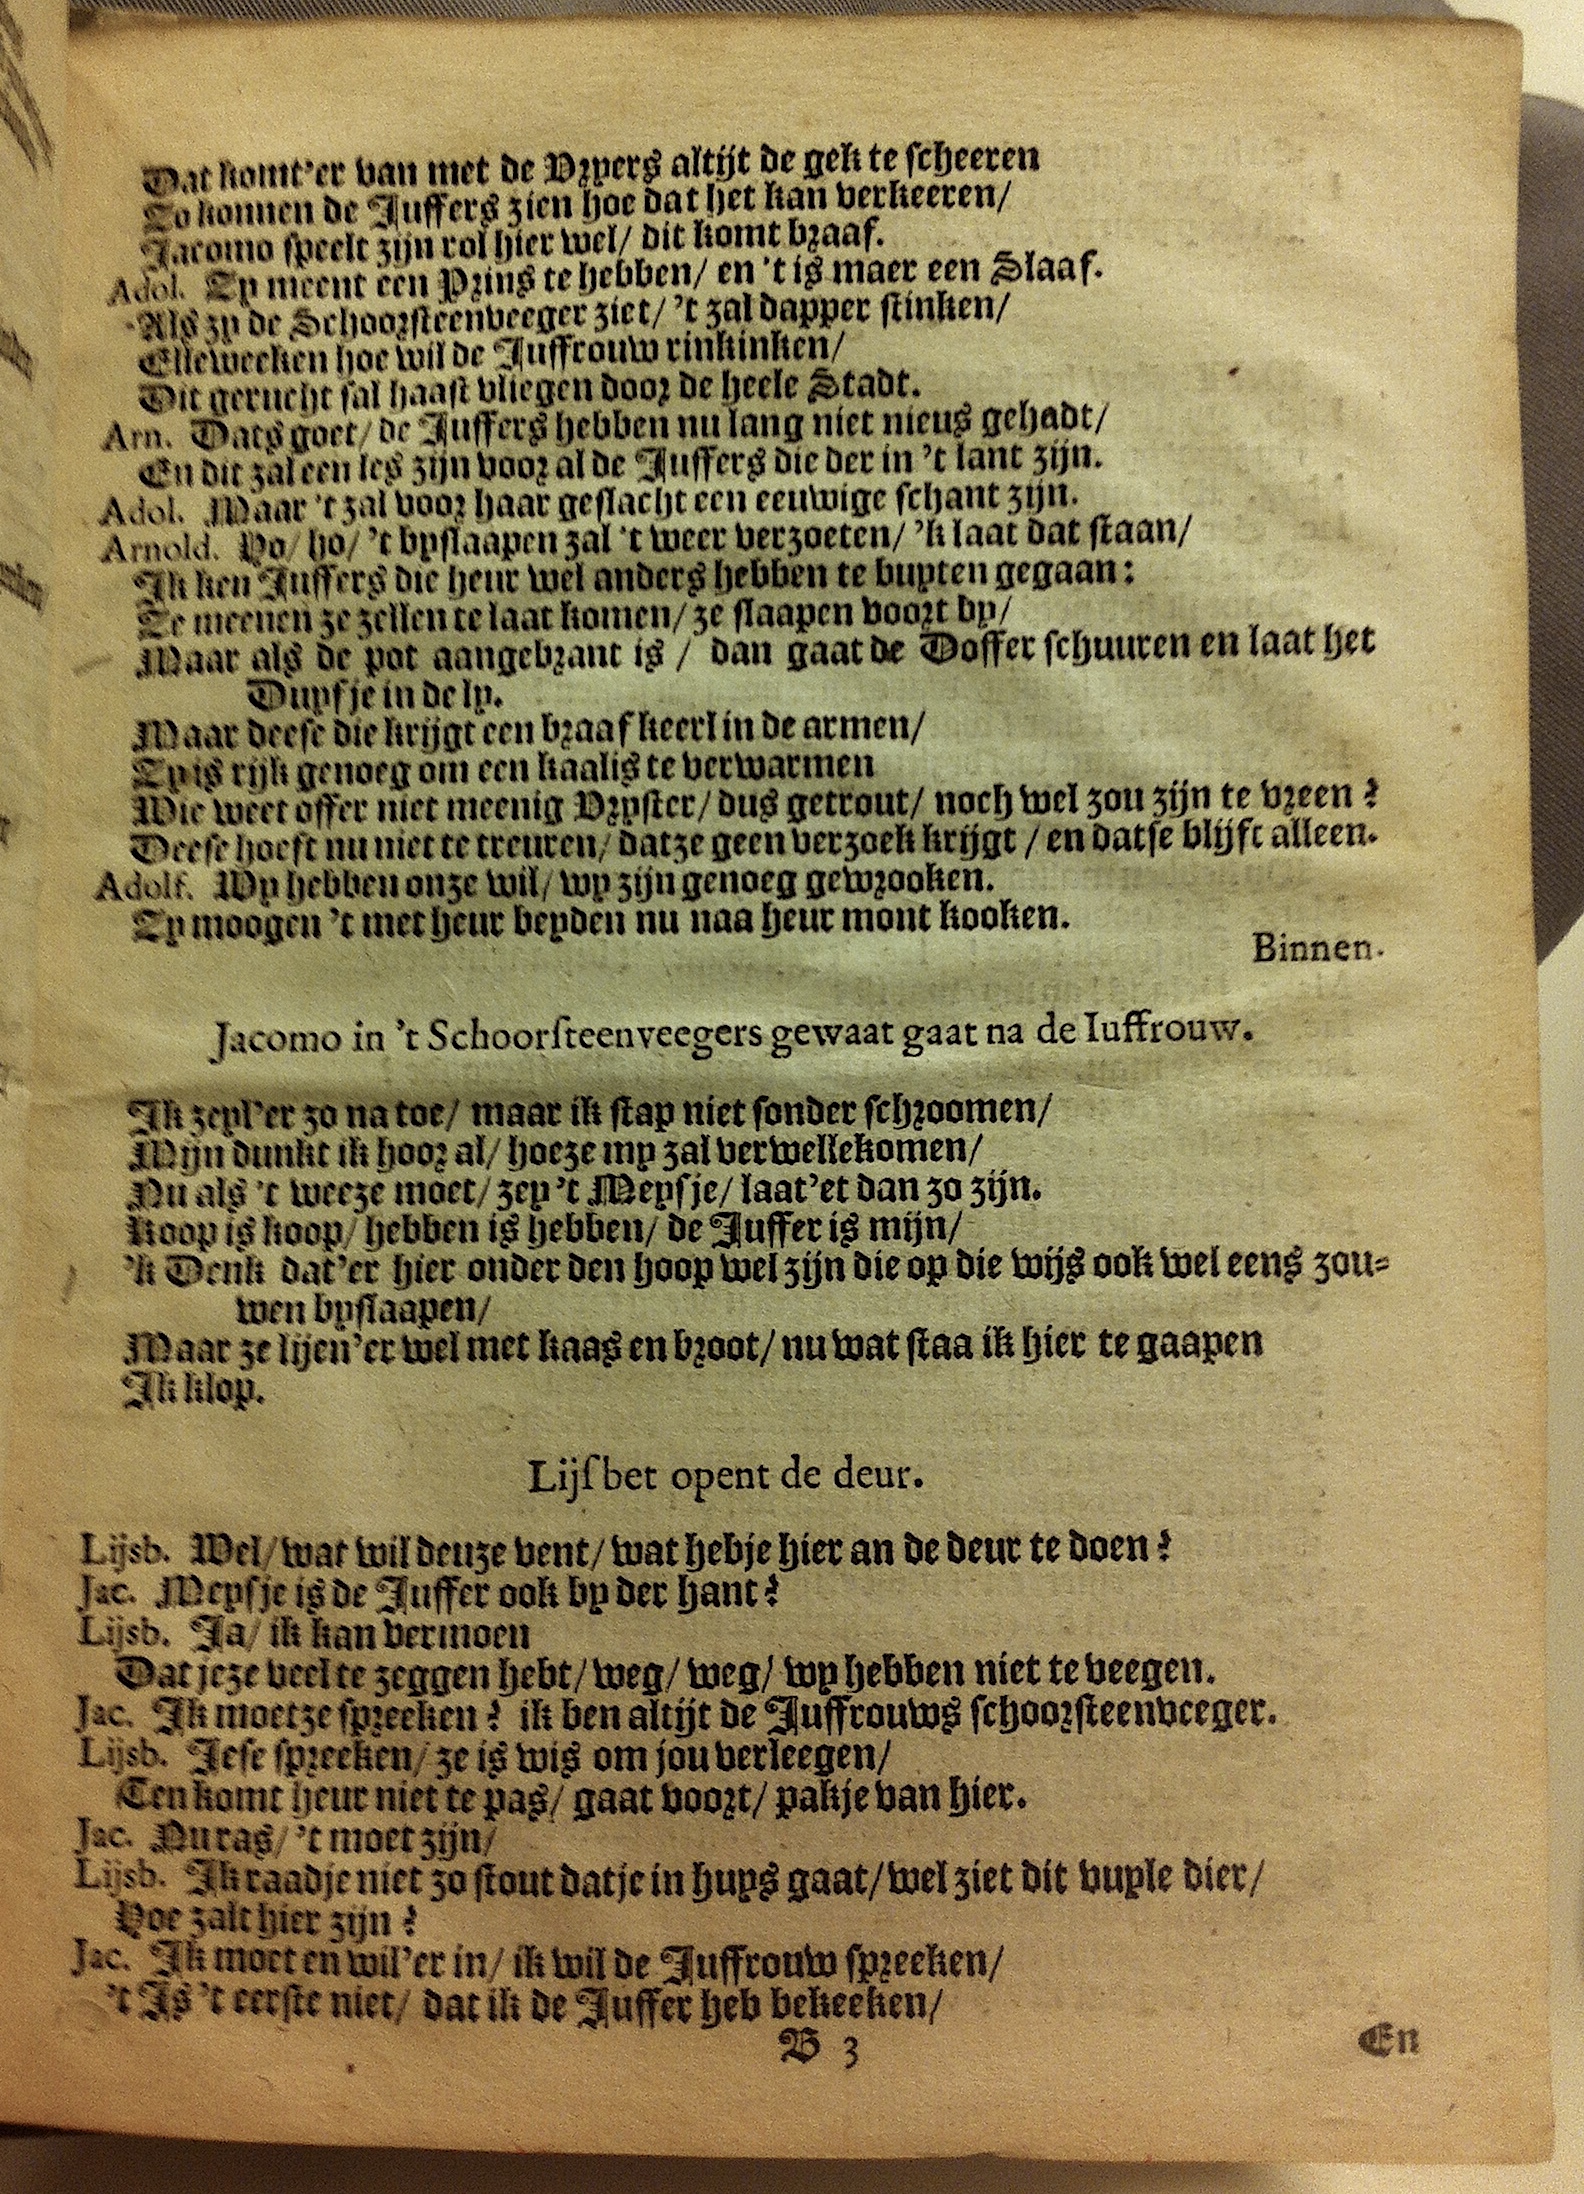 Dat komt'er van met de Vryers altijt de gek te scheeren
Zo konnen de Juffers zien hoe dat het kan verkeeren/
Jacomo speelt zijn rol hier wel/ dit komt braaf.
Adol. Zy meent een Prins te hebben/ en 't is maer een Slaaf.
Als zy de Schoorsteenveeger ziet/ 't zal dapper stinken/
Elleweeken hoe wil de Juffrouw rinkinken/
Dit gerucht sal haast vliegen door de heele Stadt.
Arn. Dats goet/ de Juffers hebben nu lang niet nieus gehadt/
En dit zal een les zijn voor al de Juffers die der in 't lant zijn.
Adol. Maar 't zal voor haar geslacht een eeuwige schant zijn.
Arnold. Ho/ ho/ 't byslaapen zal 't weer verzoeten/ 'k laat dat staan/
Ik ken Juffers die heur wel anders hebben te buyten gegaan:
Ze meenen ze zellen te laat komen/ ze slaapen voort by/
Maar als de pot aangebrant is / dan gaat de Doffer schuuren en laat het
Duyfje in de ly.
Maar deese die krijgt een braaf keerl in de armen/
Zy is rijk genoeg om een kaalis te verwarmen
Wie weet offer niet meenig Vryster/ dus getrout/ noch wel zou zijn te vreen?
Deese hoeft nu niet te treuren/ datze geen verzoek krijgt / en datse blijft alleen.
Adolf. Wy hebben onze wil/ wy zijn genoeg gewrooken.
Zy moogen 't met heur beyden nu naa heur mont kooken.
Binnen.
Jacomo in 't Schoorsteenveegers gewaat gaat na de Iuffrouw.
Ik zeyl'er zo na toe/ maar ik stap niet sonder schroomen/
Mijn dunkt ik hoor al/ hoeze my zal verwellekomen/
Nu als 't weeze moet/ zey 't Meysje/ laat'et dan zo zijn.
Koop is koop/ hebben is hebben/ de Juffer is mijn/
'k Denk dat'er hier onder den hoop wel zijn die op die wijs ook wel eens zou-
wen byslaapen/
Maar ze lijen'er wel met kaas en broot/ nu wat staa ik hier te gaapen
Ik klop.
Lijsbet opent de deur.
Lijsb. Wel/ wat wil deuze vent/ wat hebje hier an de deur te doen?
Jac. Meysje is de Juffer ook by der hant?
Lijsb. Ja/ ik kan vermoen
Dat jeze veel te zeggen hebt/ weg/ weg/ wy hebben niet te veegen.
Jac. Ik moetze spreeken? ik ben altijt de Juffrouws schoorsteenveeger.
Lijsb. Jese spreeken/ ze is wis om jou verleegen/
Ten komt heur niet te pas/ gaat voort/ pakje van hier.
Jac. Nu ras/ 't moet zijn/
Lijsb. Ik raadje niet zo stout datje in huys gaat/ wel ziet dit vuyle dier/
Hoe zalt hier zijn?
Jac. Ik moet en wil'er in/ ik wil de Juffrouw spreeken/
't Is 't eerste niet/ dat ik de Juffer heb bekeeken/
B 3
En